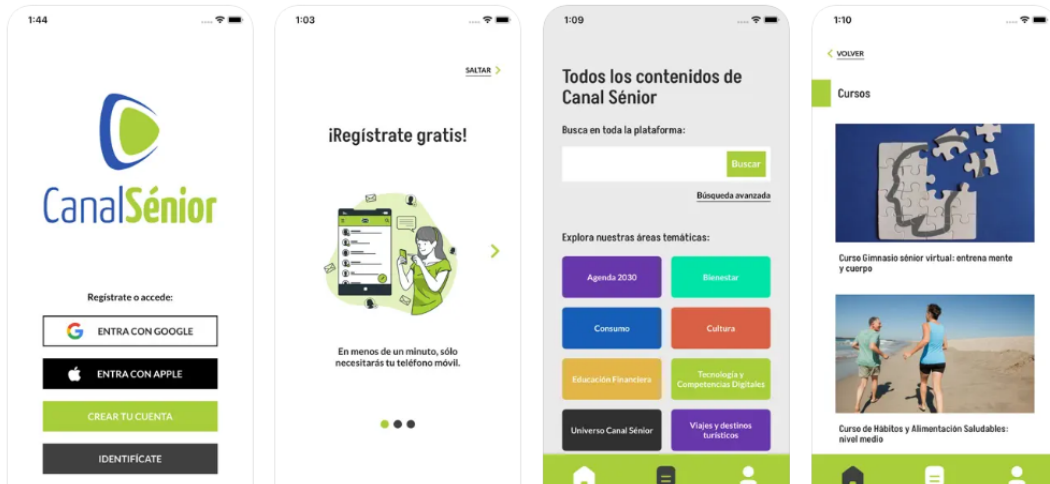 1:44
CanalSénior
Regístrate o accede:
ENTRA CON GOOGLE
ENTRA CON APPLE
CREAR TU CUENTA
IDENTIFÍCATE
1:03
SALTAR
¡Regístrate gratis!
En menos de un minuto, sólo
necesitarás tu teléfono móvil.
1:09
Todos los contenidos de
Canal Sénior
Busca en toda la plataforma:
Buscar
Búsqueda avanzada
Explora nuestras áreas temáticas:
Agenda 2030
Bienestar
Consumo
Cultura
Educación Financiera
Tecnología y
Competencias Digitales
Universo Canal Sénior
Viajes y destinos
turísticos
1:10
VOLVER
Cursos
Curso Gimnasio sénior virtual: entrena mente
y cuerpo
Curso de Hábitos y Alimentación Saludables:
nivel medio